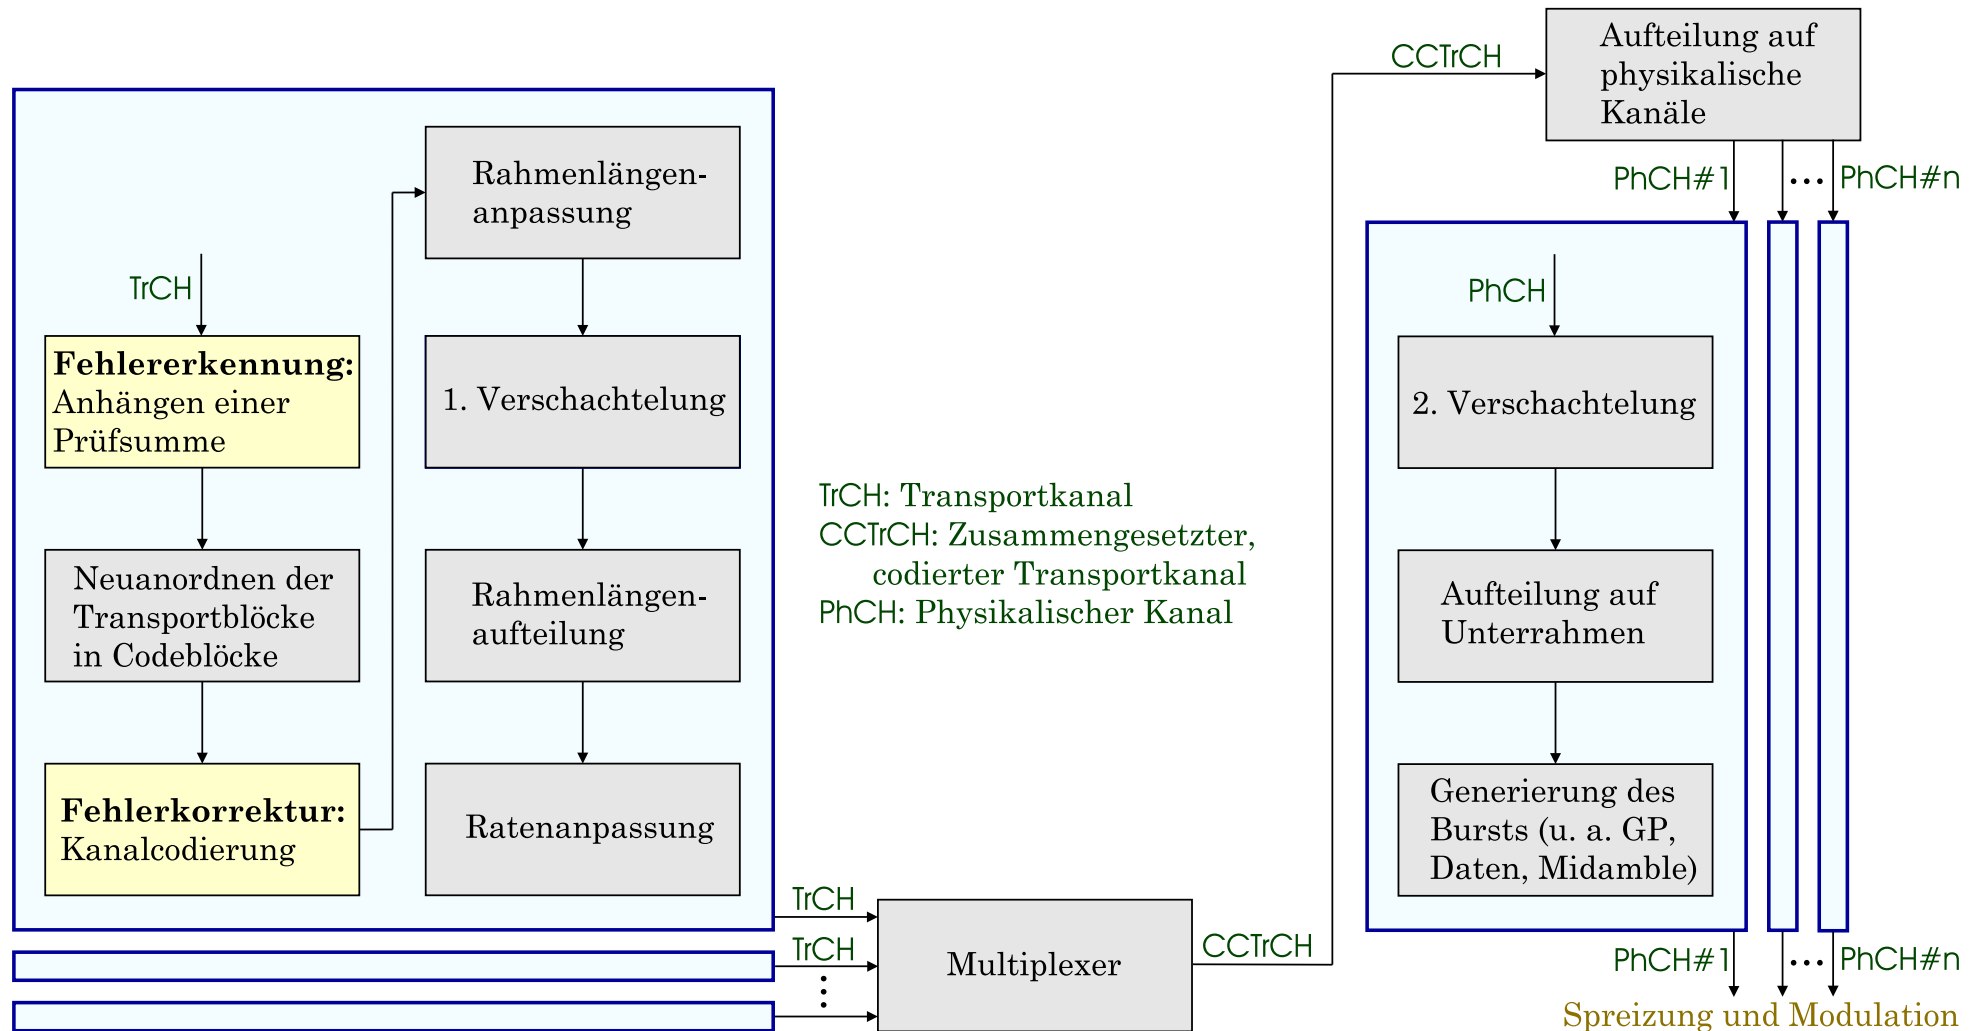 TrCH
Fehlererkennung:
Anhängen einer
Prüfsumme
Neuanordnen der
Transportblöcke
in Codeblöcke
Fehlerkorrektur:
Kanalcodierung
Rahmenlängen-
anpassung
1. Verschachtelung
Rahmenlängen-
aufteilung
Ratenanpassung
TrCH
TrCH
Multiplexer
CCTrCH
TrCH: Transportkanal
CCTrCH: Zusammengesetzter,
codierter Transportkanal
PhCH: Physikalischer Kanal
CCTrCH
Aufteilung auf
physikalische
Kanäle
PhCH#1 ... PhCH#n
PhCH
2. Verschachtelung
Aufteilung auf
Unterrahmen
Generierung des
Bursts (u. a. GP,
Daten, Midamble)
PhCH#1 ... PhCH#n
Spreizung und Modulation